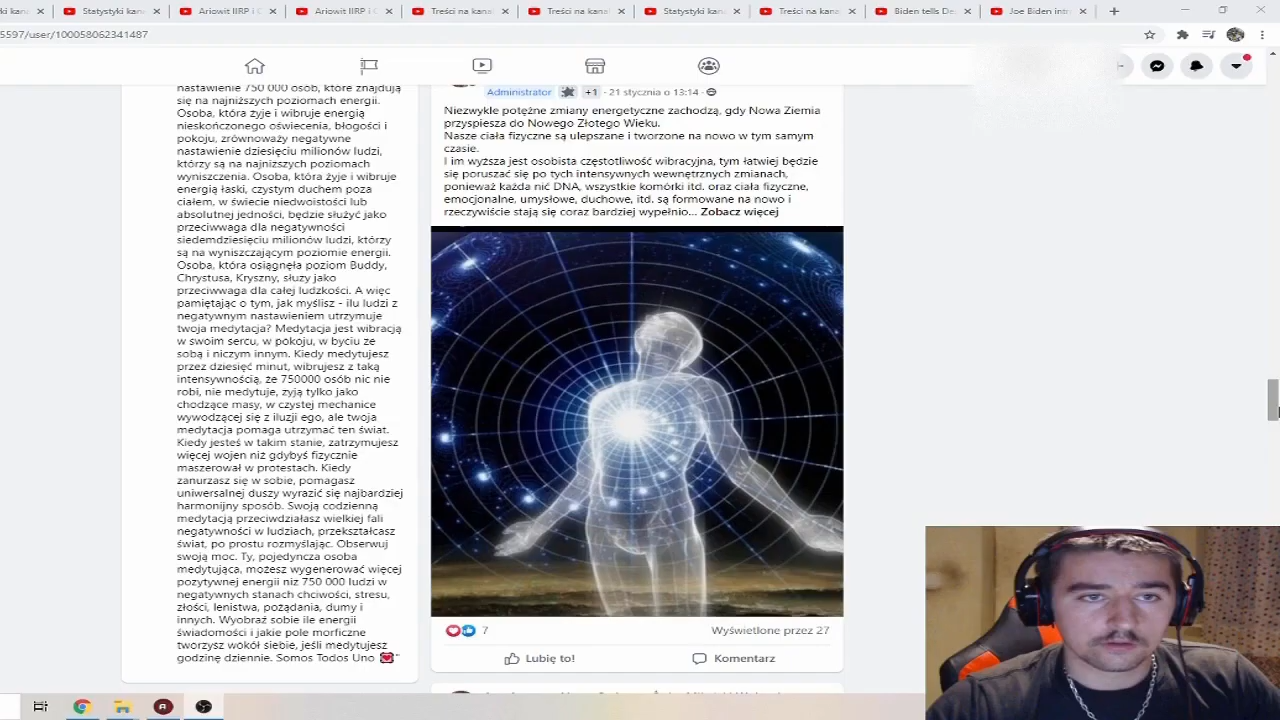 ki kana
Statystyki kana
Ariowit IIRP i C
Ariowit IIRP i C
Treści na kana
Treści na kana
Statystyki kana
Treści na kana
Biden tells De
Joe Biden intr
5597/user/100058062341487
nastawienie 750 000 osób, które znajdują
się na najniższych poziomach energii.
Osoba, która żyje i wibruje energią
nieskończonego oświecenia, błogości i
pokoju, zrównoważy negatywne
nastawienie dziesięciu milionów ludzi,
którzy są na najnizszych poziomach
wyniszczenia. Osoba, która żyje i wibruje
energią łaski, czystym duchem poza
ciałem, w świecie niedwoistości lub
absolutnej jedności, będzie służyć jako
przeciwwaga dla negatywności
siedemdziesięciu milionów ludzi, którzy
są na wyniszczającym poziomie energii.
Osoba, która osiągnęła poziom Buddy,
Chrystusa, Kryszny, słuzy jako
przeciwwaga dla całej ludzkości. A więc
pamiętając o tym, jak myślisz - ilu ludzi z
negatywnym nastawieniem utrzymuje
twoja medytacja? Medytacja jest wibracją
w swoim sercu, w pokoju, w byciu ze
sobą i niczym innym. Kiedy medytujesz
przez dziesięć minut, wibrujesz z taką
intensywnością, że 750000 osób nic nie
robi, nie medytuje, zyją tylko jako
chodzące masy, w czystej mechanice
wywodzącej się z iluzji ego, ale twoja
medytacja pomaga utrzymać ten świat.
Kiedy jesteś w takim stanie, zatrzymujesz
więcej wojen niż gdybyś fizycznie
maszerował w protestach. Kiedy
zanurzasz się w sobie, pomagasz
uniwersalnej duszy wyrazić się najbardziej
harmonijny sposób. Swoją codzienną
medytacją przeciwdziałasz wielkiej fali
negatywności w ludziach, przekształcasz
świat, po prostu rozmyślając. Obserwuj
swoją moc. Ty, pojedyncza osoba
medytująca, możesz wygenerować więcej
pozytywnej energii niz 750 000 ludzi w
negatywnych stanach chciwości, stresu,
złości, lenistwa, poządania, dumy i
innych. Wyobraź sobie ile energii
świadomości i jakie pole morficzne
tworzysz wokół siebie, jeśli medytujesz
godzinę dziennie. Somos Todos Uno 💟"
Administrator +1 · 21 stycznia o 13:14 ·
Niezwykle potężne zmiany energetyczne zachodzą, gdy Nowa Ziemia
przyspiesza do Nowego Złotego Wieku.
Nasze ciała fizyczne są ulepszane i tworzone na nowo w tym samym
czasie.
I im wyższa jest osobista częstotliwość wibracyjna, tym łatwiej będzie
się poruszać się po tych intensywnych wewnętrznych zmianach,
ponieważ każda nić DNA, wszystkie komórki itd. oraz ciała fizyczne,
emocjonalne, umysłowe, duchowe, itd. są formowane na nowo i
rzeczywiście stają się coraz bardziej wypełnio... Zobacz więcej
7
Wyświetlone przez 27
Lubię to!
Komentarz